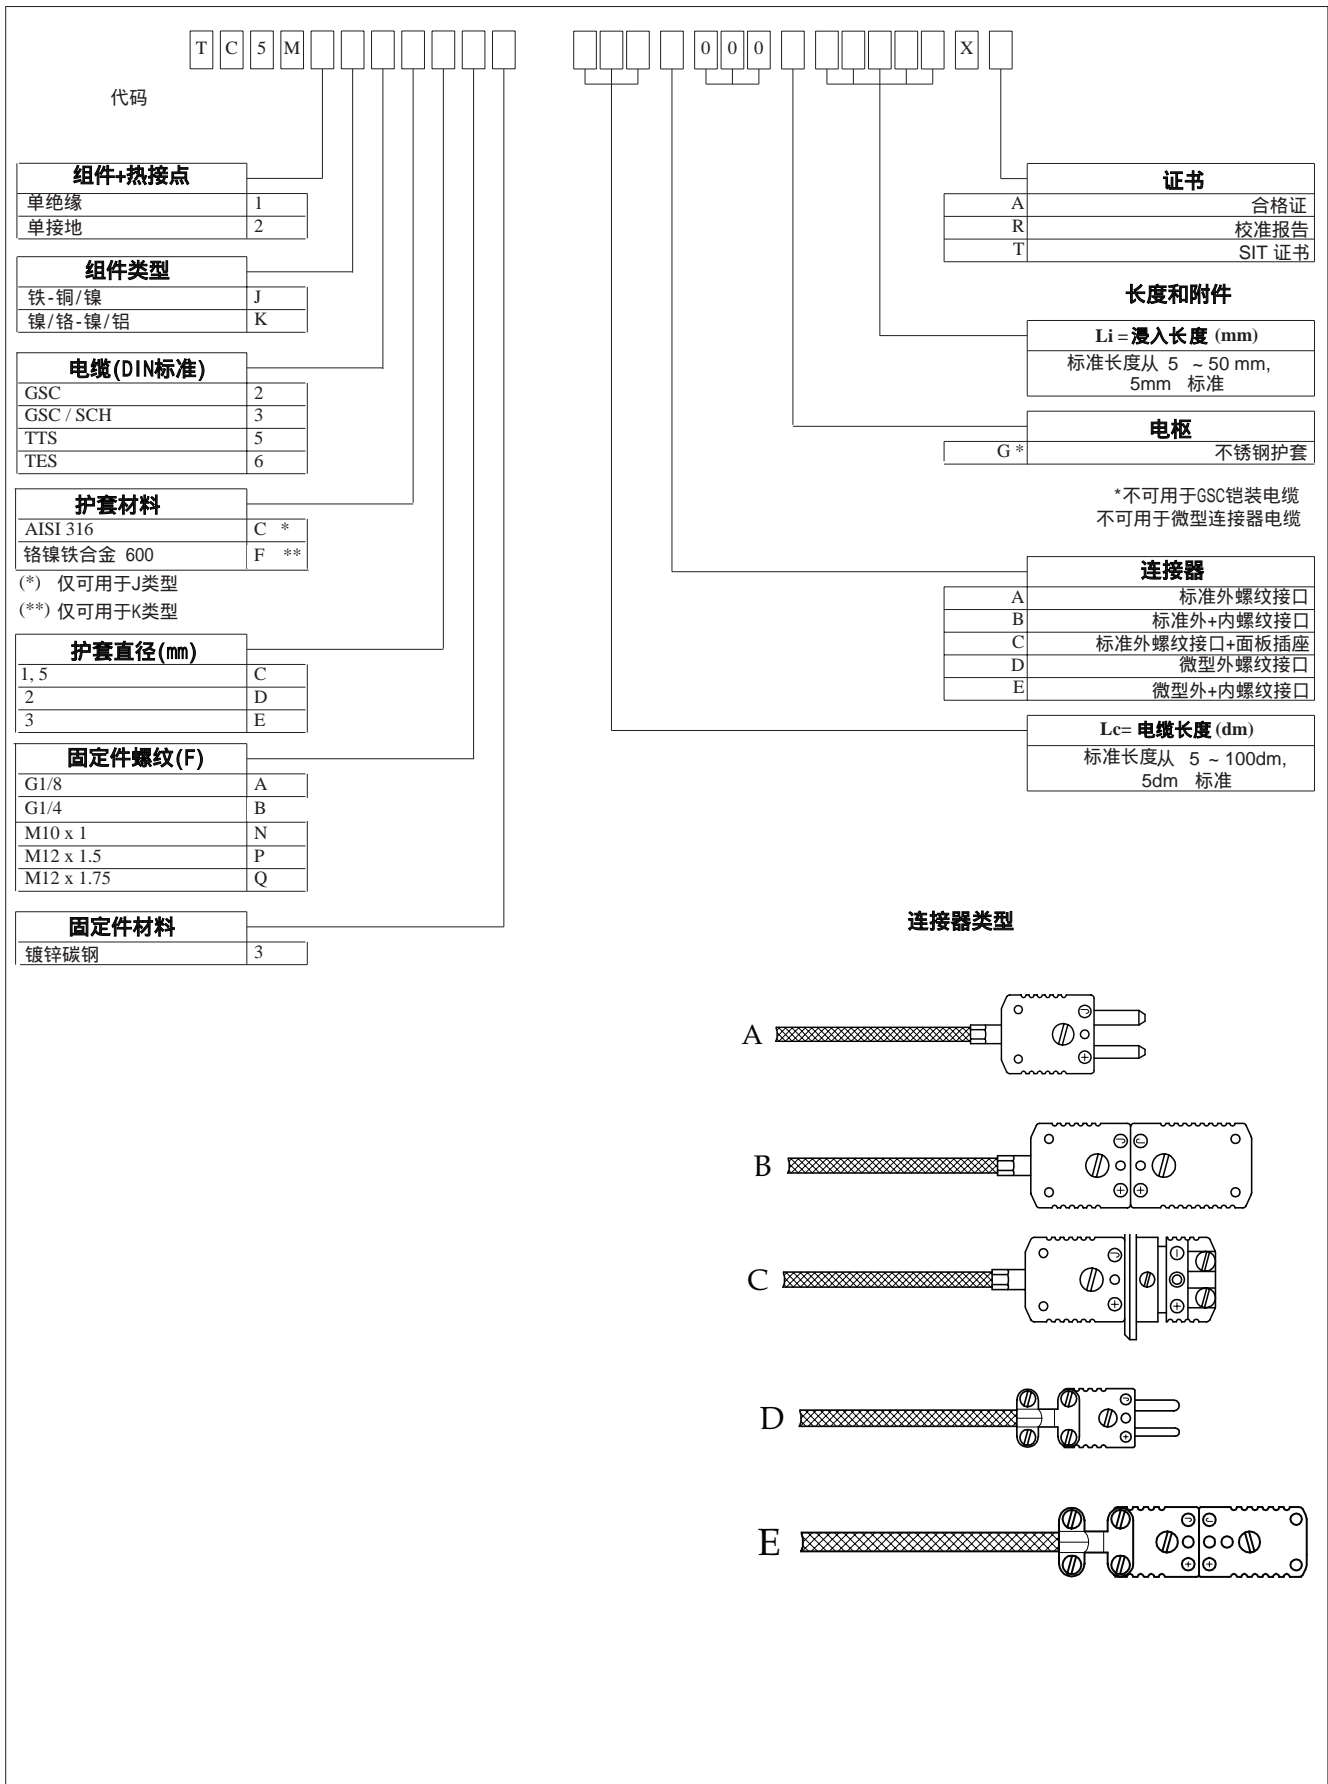 T C 5 M 0 0 0 X
代码
组件+热接点
单绝缘 1
单接地 2
组件类型
铁-铜/镍 J
镍/铬-镍/铝 K
电缆(DIN标准)
GSC 2
GSC / SCH 3
TTS 5
TES 6
护套材料
AISI 316 C *
铬镍铁合金 600 F **
(*) 仅可用于J类型
(**) 仅可用于K类型
护套直径(mm)
1, 5 C
2 D
3 E
固定件螺纹(F)
G1/8 A
G1/4 B
M10 x 1 N
M12 x 1.5 P
M12 x 1.75 Q
固定件材料
镀锌碳钢 3
证书
A 合格证
R 校准报告
T SIT 证书
长度和附件
Li = 浸入长度 (mm)
标准长度从 5 ~ 50 mm,
5mm 标准
电枢
G * 不锈钢护套
*不可用于GSC铠装电缆
不可用于微型连接器电缆
连接器
A 标准外螺纹接口
B 标准外+内螺纹接口
C 标准外螺纹接口+面板插座
D 微型外螺纹接口
E 微型外+内螺纹接口
Lc= 电缆长度 (dm)
标准长度从 5 ~ 100dm,
5dm 标准
连接器类型
A
B
C
D
E